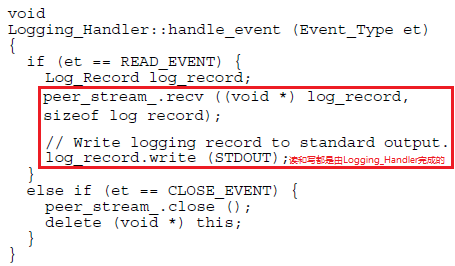 void
Logging_Handler::handle_event (Event_Type et)
{
  if (et == READ_EVENT) {
    Log_Record log_record;
    peer_stream_.recv ((void *) log_record,
    sizeof log record);
    // Write logging record to standard output.
    log_record.write (STDOUT);读和写都是由Logging_Handler完成的
  }
  else if (et == CLOSE_EVENT) {
    peer_stream_.close ();
    delete (void *) this;
  }
}